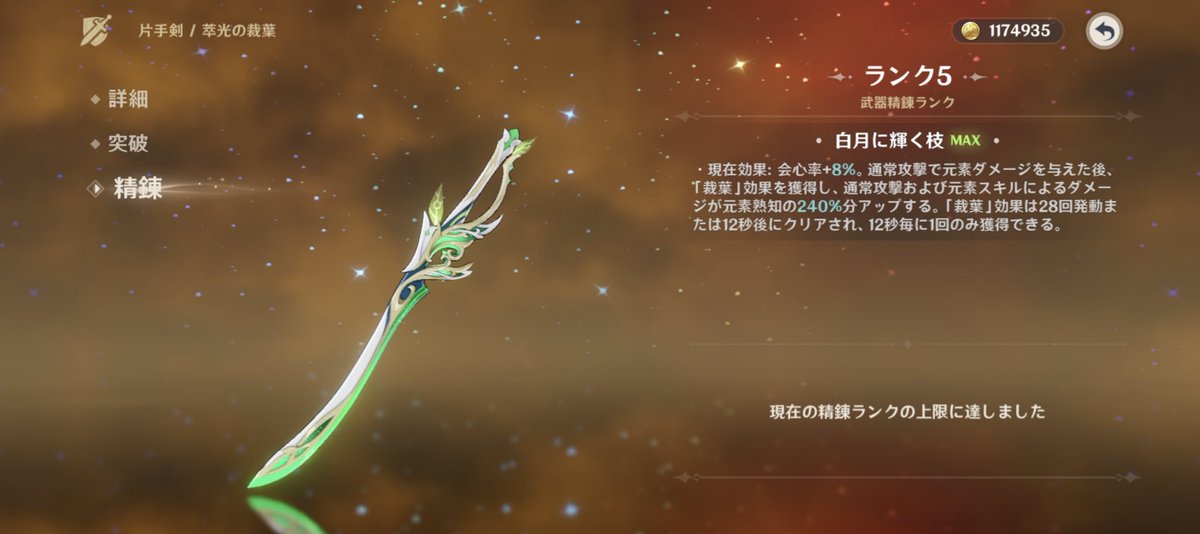 片手剣 / 萃光の裁葉
1174935
詳細
突破
精錬
ランク5
武器精錬ランク
・ 白月に輝く枝 MAX ・
・現在効果: 会心率+8%。通常攻撃で元素ダメージを与えた後、
「裁葉」効果を獲得し、通常攻撃および元素スキルによるダメー
ジが元素熟知の240%分アップする。「裁葉」効果は28回発動ま
たは12秒後にクリアされ、12秒毎に1回のみ獲得できる。
現在の精錬ランクの上限に達しました